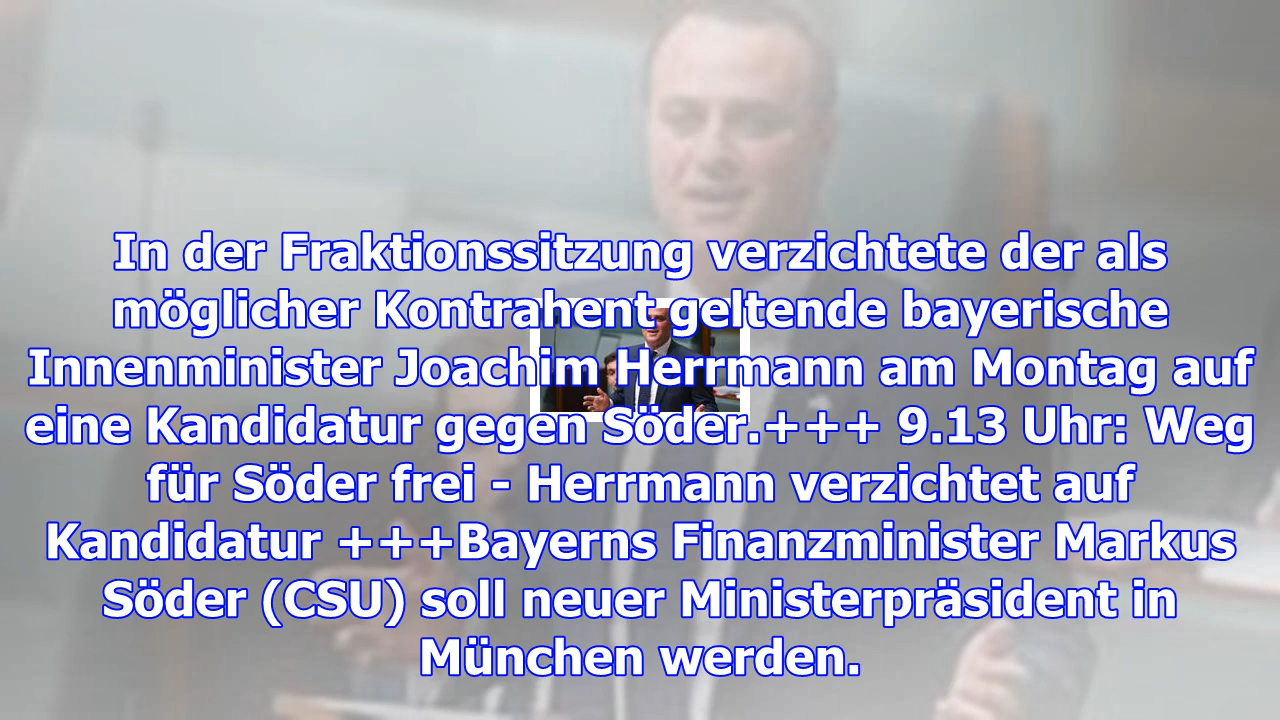 In der Fraktionssitzung verzichtete der als
möglicher Kontrahent geltende bayerische
Innenminister Joachim Herrmann am Montag auf
eine Kandidatur gegen Söder.+++ 9.13 Uhr: Weg
für Söder frei - Herrmann verzichtet auf
Kandidatur +++Bayerns Finanzminister Markus
Söder (CSU) soll neuer Ministerpräsident in
München werden.